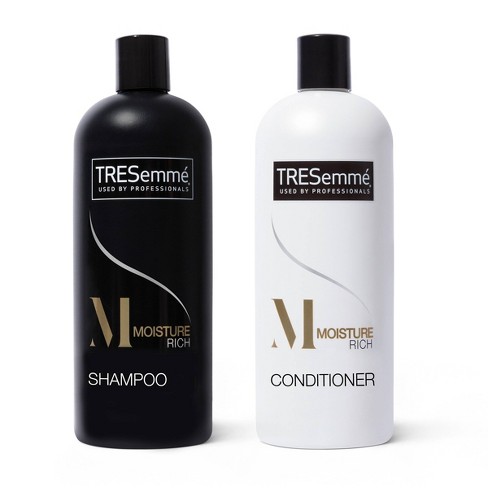 TRESemmé
USED BY PROFESSIONALS
M MOISTURE
RICH
SHAMPOO
TRESemmé
USED BY PROFESSIONALS
M MOISTURE
RICH
CONDITIONER